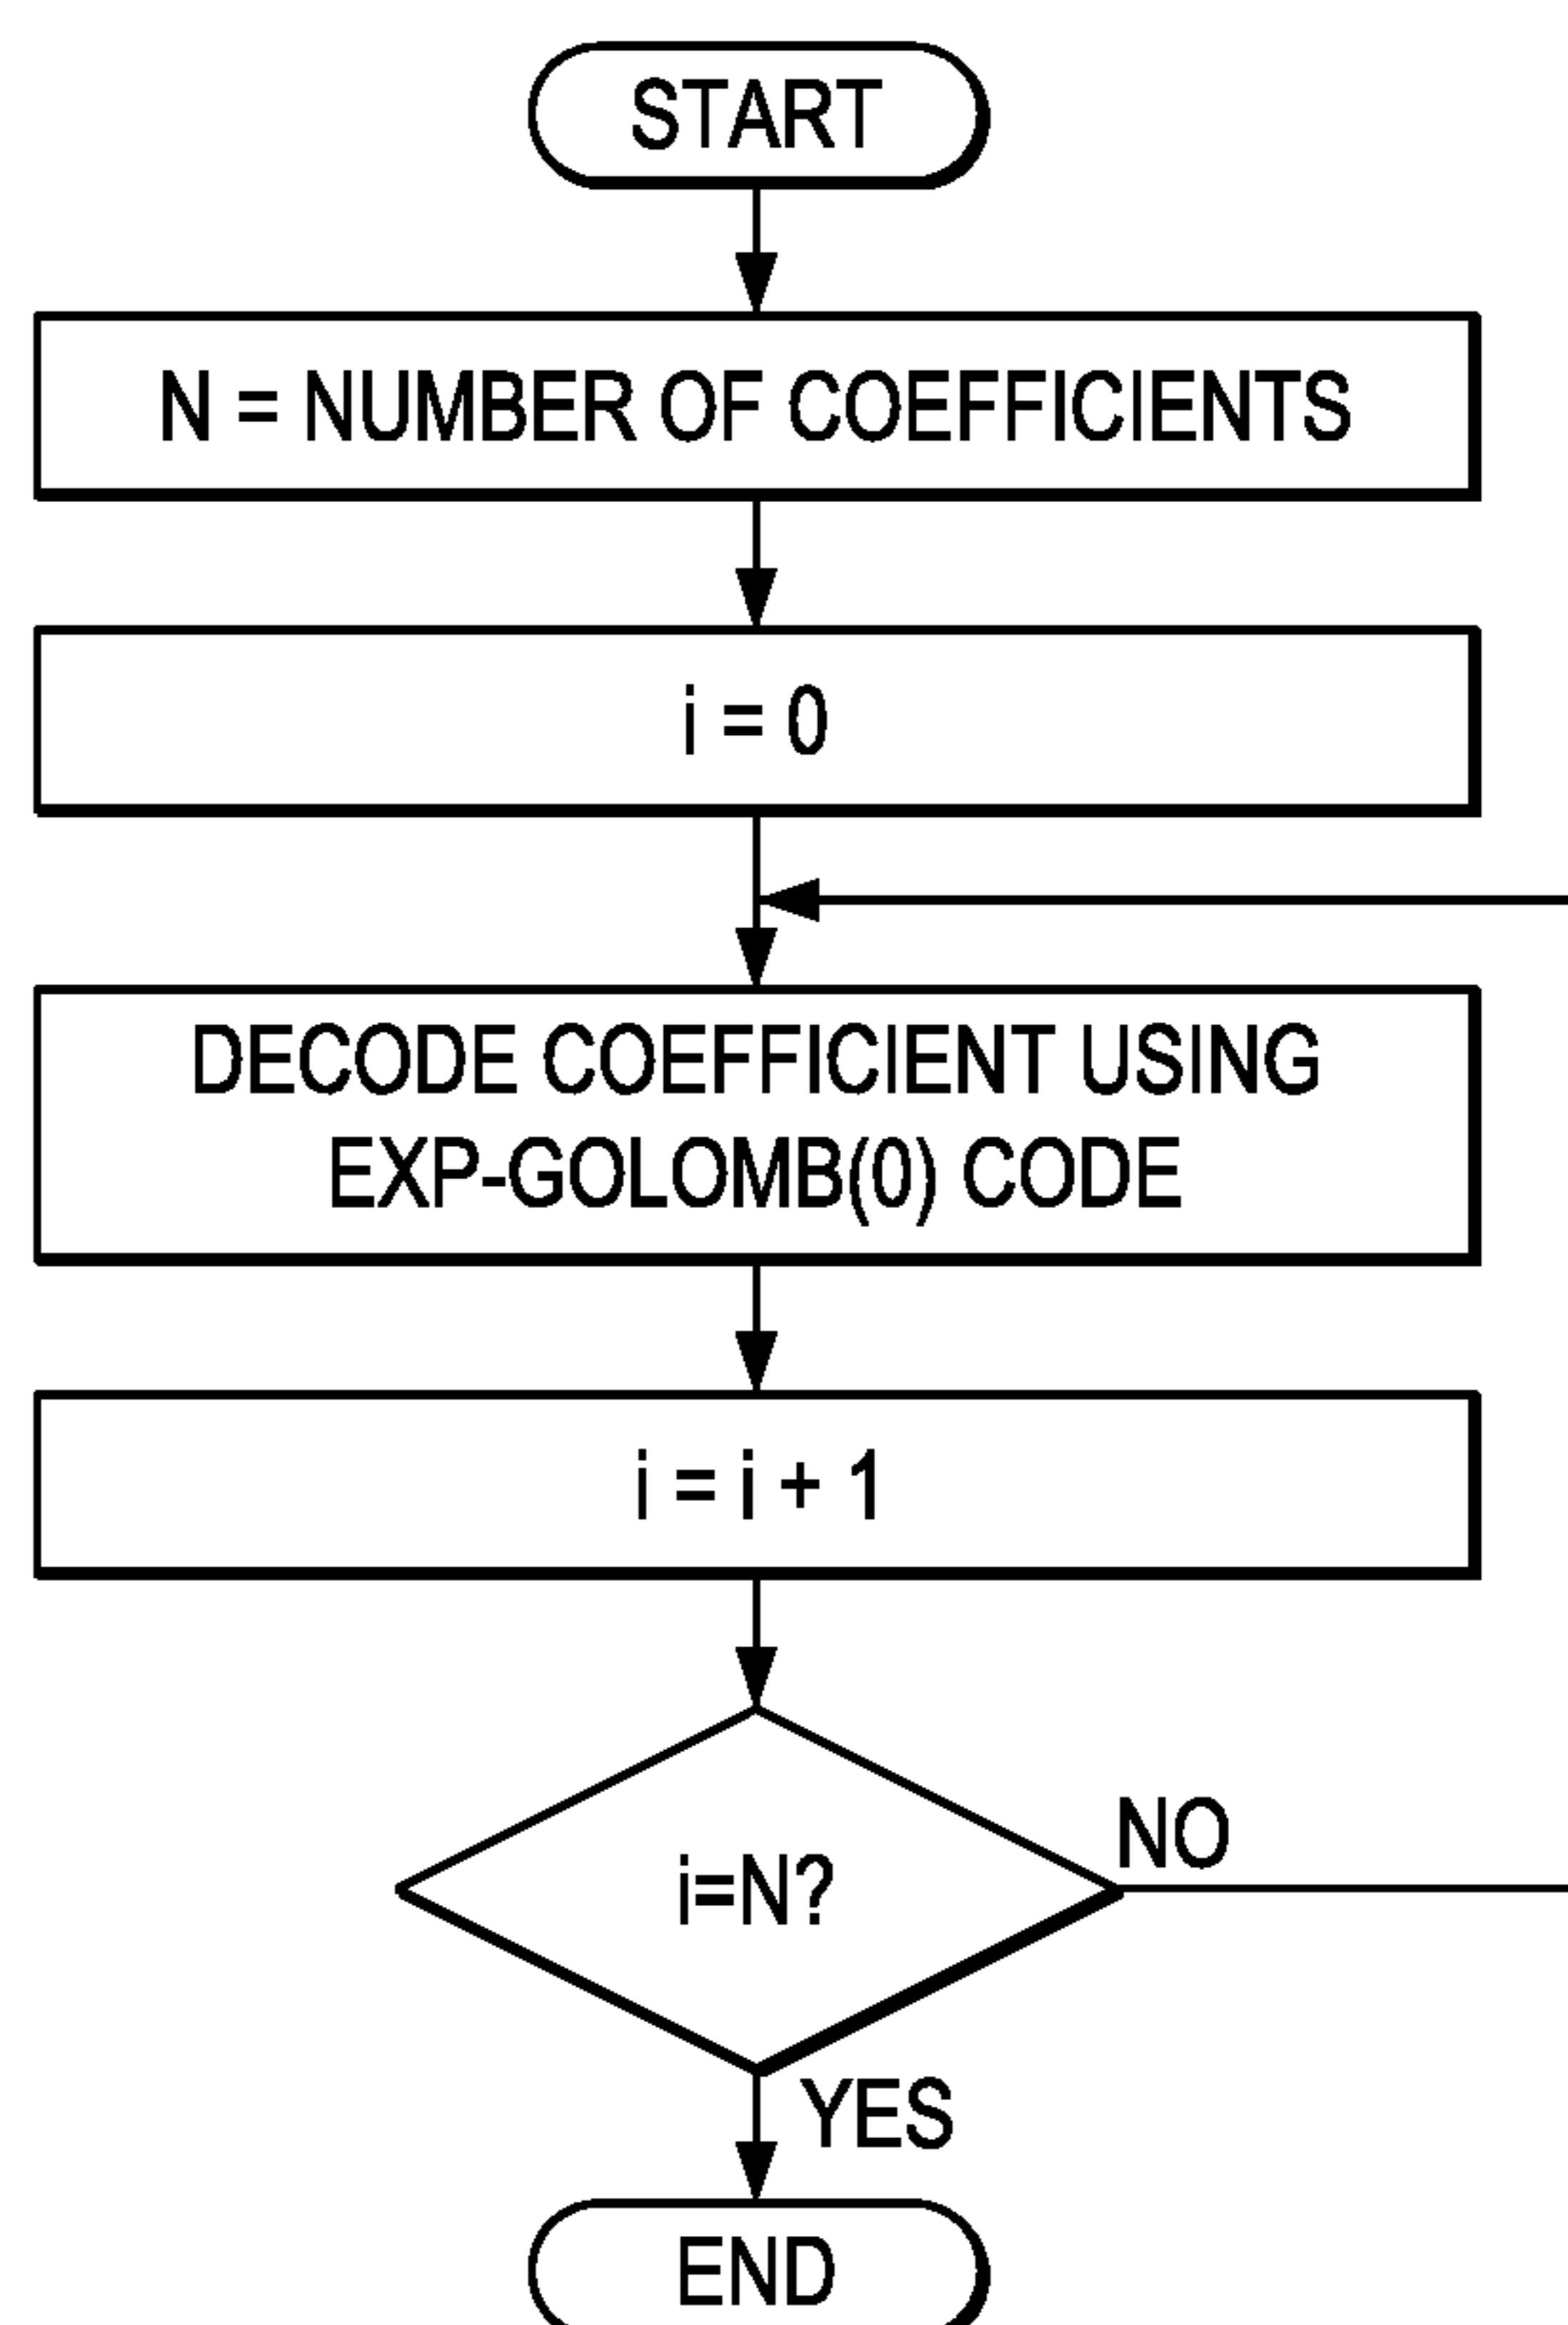 START
N = NUMBER OF COEFFICIENTS
i = 0
DECODE COEFFICIENT USING
EXP-GOLOMB(0) CODE
i = i + 1
i=N?
NO
YES
END